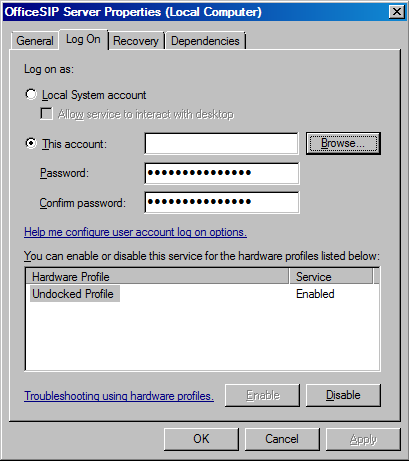 OfficeSIP Server Properties (Local Computer)
General Log On Recovery Dependencies
Log on as:
Local System account
Allow service to interact with desktop
This account: Browse...
Password: •••••••••••••••
Confirm password: •••••••••••••••
Help me configure user account log on options.
You can enable or disable this service for the hardware profiles listed below:
Hardware Profile Service
Undocked Profile Enabled
Troubleshooting using hardware profiles. Enable Disable
OK Cancel Apply